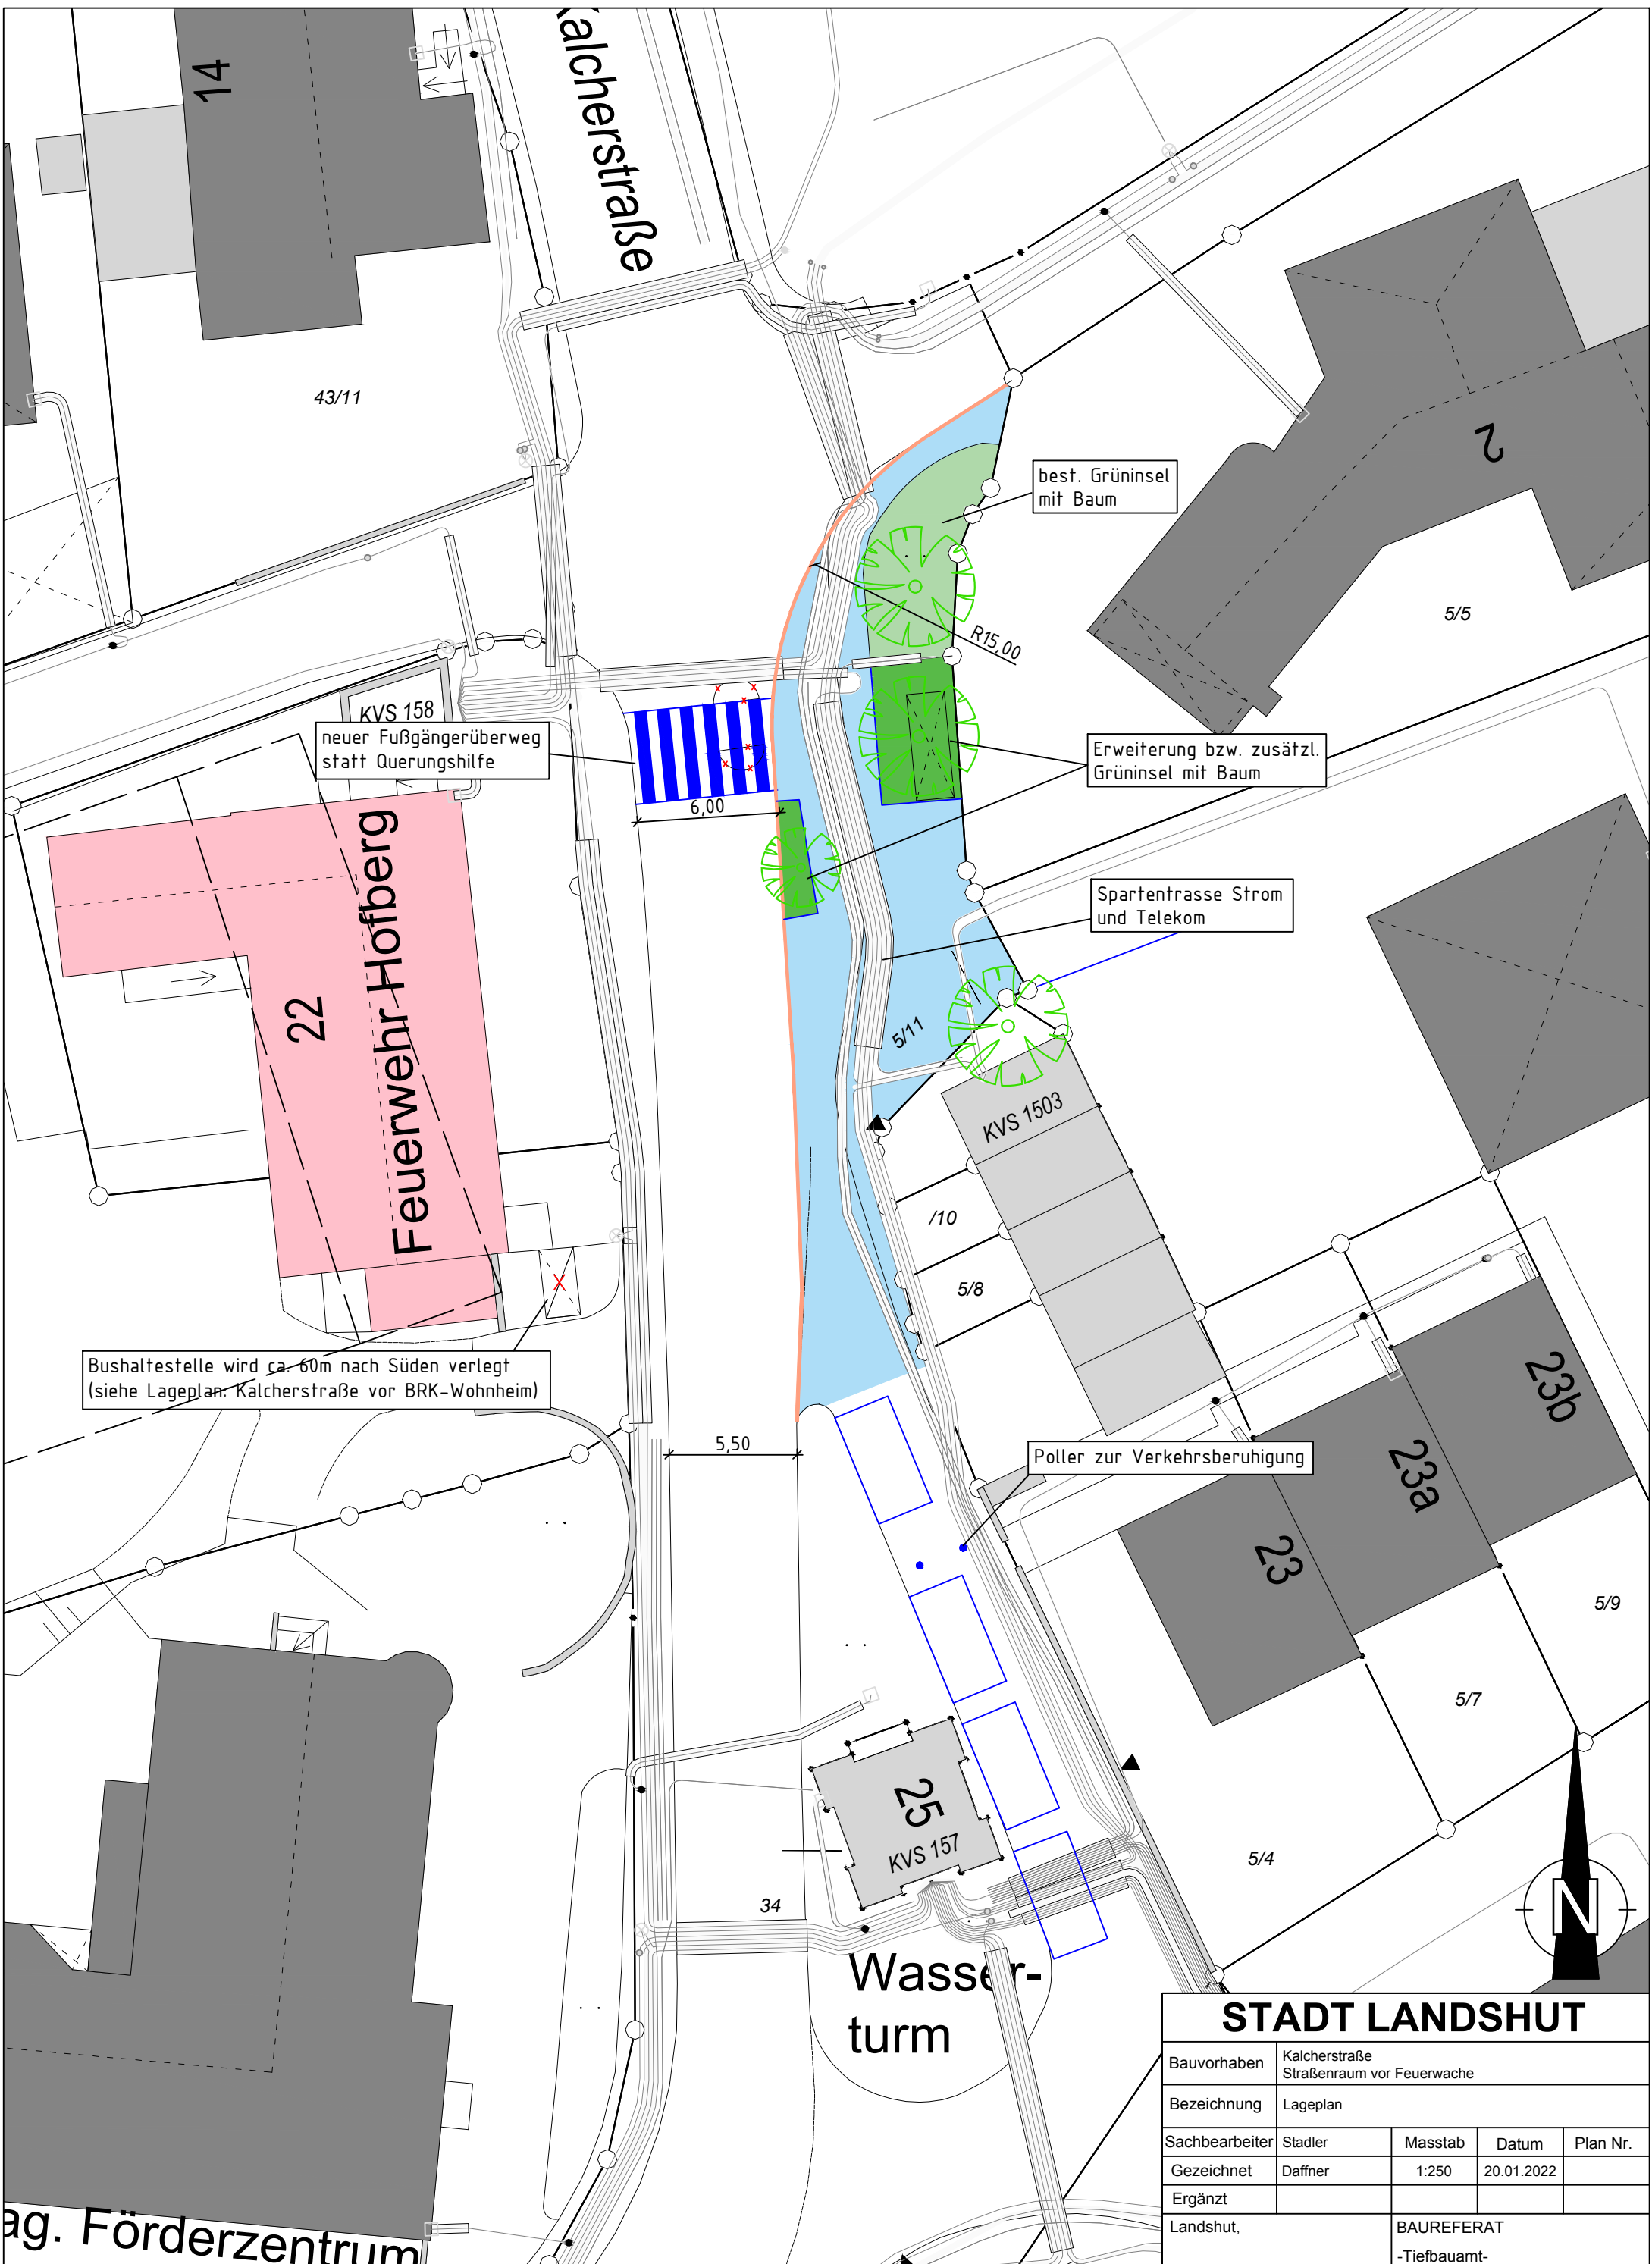 14
Kalcherstraße
43/11
best. Grüninsel
mit Baum
2
5/5
R15,00
KVS 158
neuer Fußgängerüberweg
statt Querungshilfe
Erweiterung bzw. zusätzl.
Grüninsel mit Baum
6,00
Spartentrasse Strom
und Telekom
22
Feuerwehr Hofberg
5/11
KVS 1503
/10
5/8
Bushaltestelle wird ca. 60m nach Süden verlegt
(siehe Lageplan: Kalcherstraße vor BRK-Wohnheim)
5,50
Poller zur Verkehrsberuhigung
23b
23a
23
5/9
5/7
5/4
25
KVS 157
34
Wasser-
turm
N
ag. Förderzentrum
STADT LANDSHUT
Bauvorhaben Kalcherstraße
Straßenraum vor Feuerwache
Bezeichnung Lageplan
Sachbearbeiter Stadler Masstab Datum Plan Nr.
Gezeichnet Daffner 1:250 20.01.2022
Ergänzt
Landshut, BAUREFERAT
-Tiefbauamt-